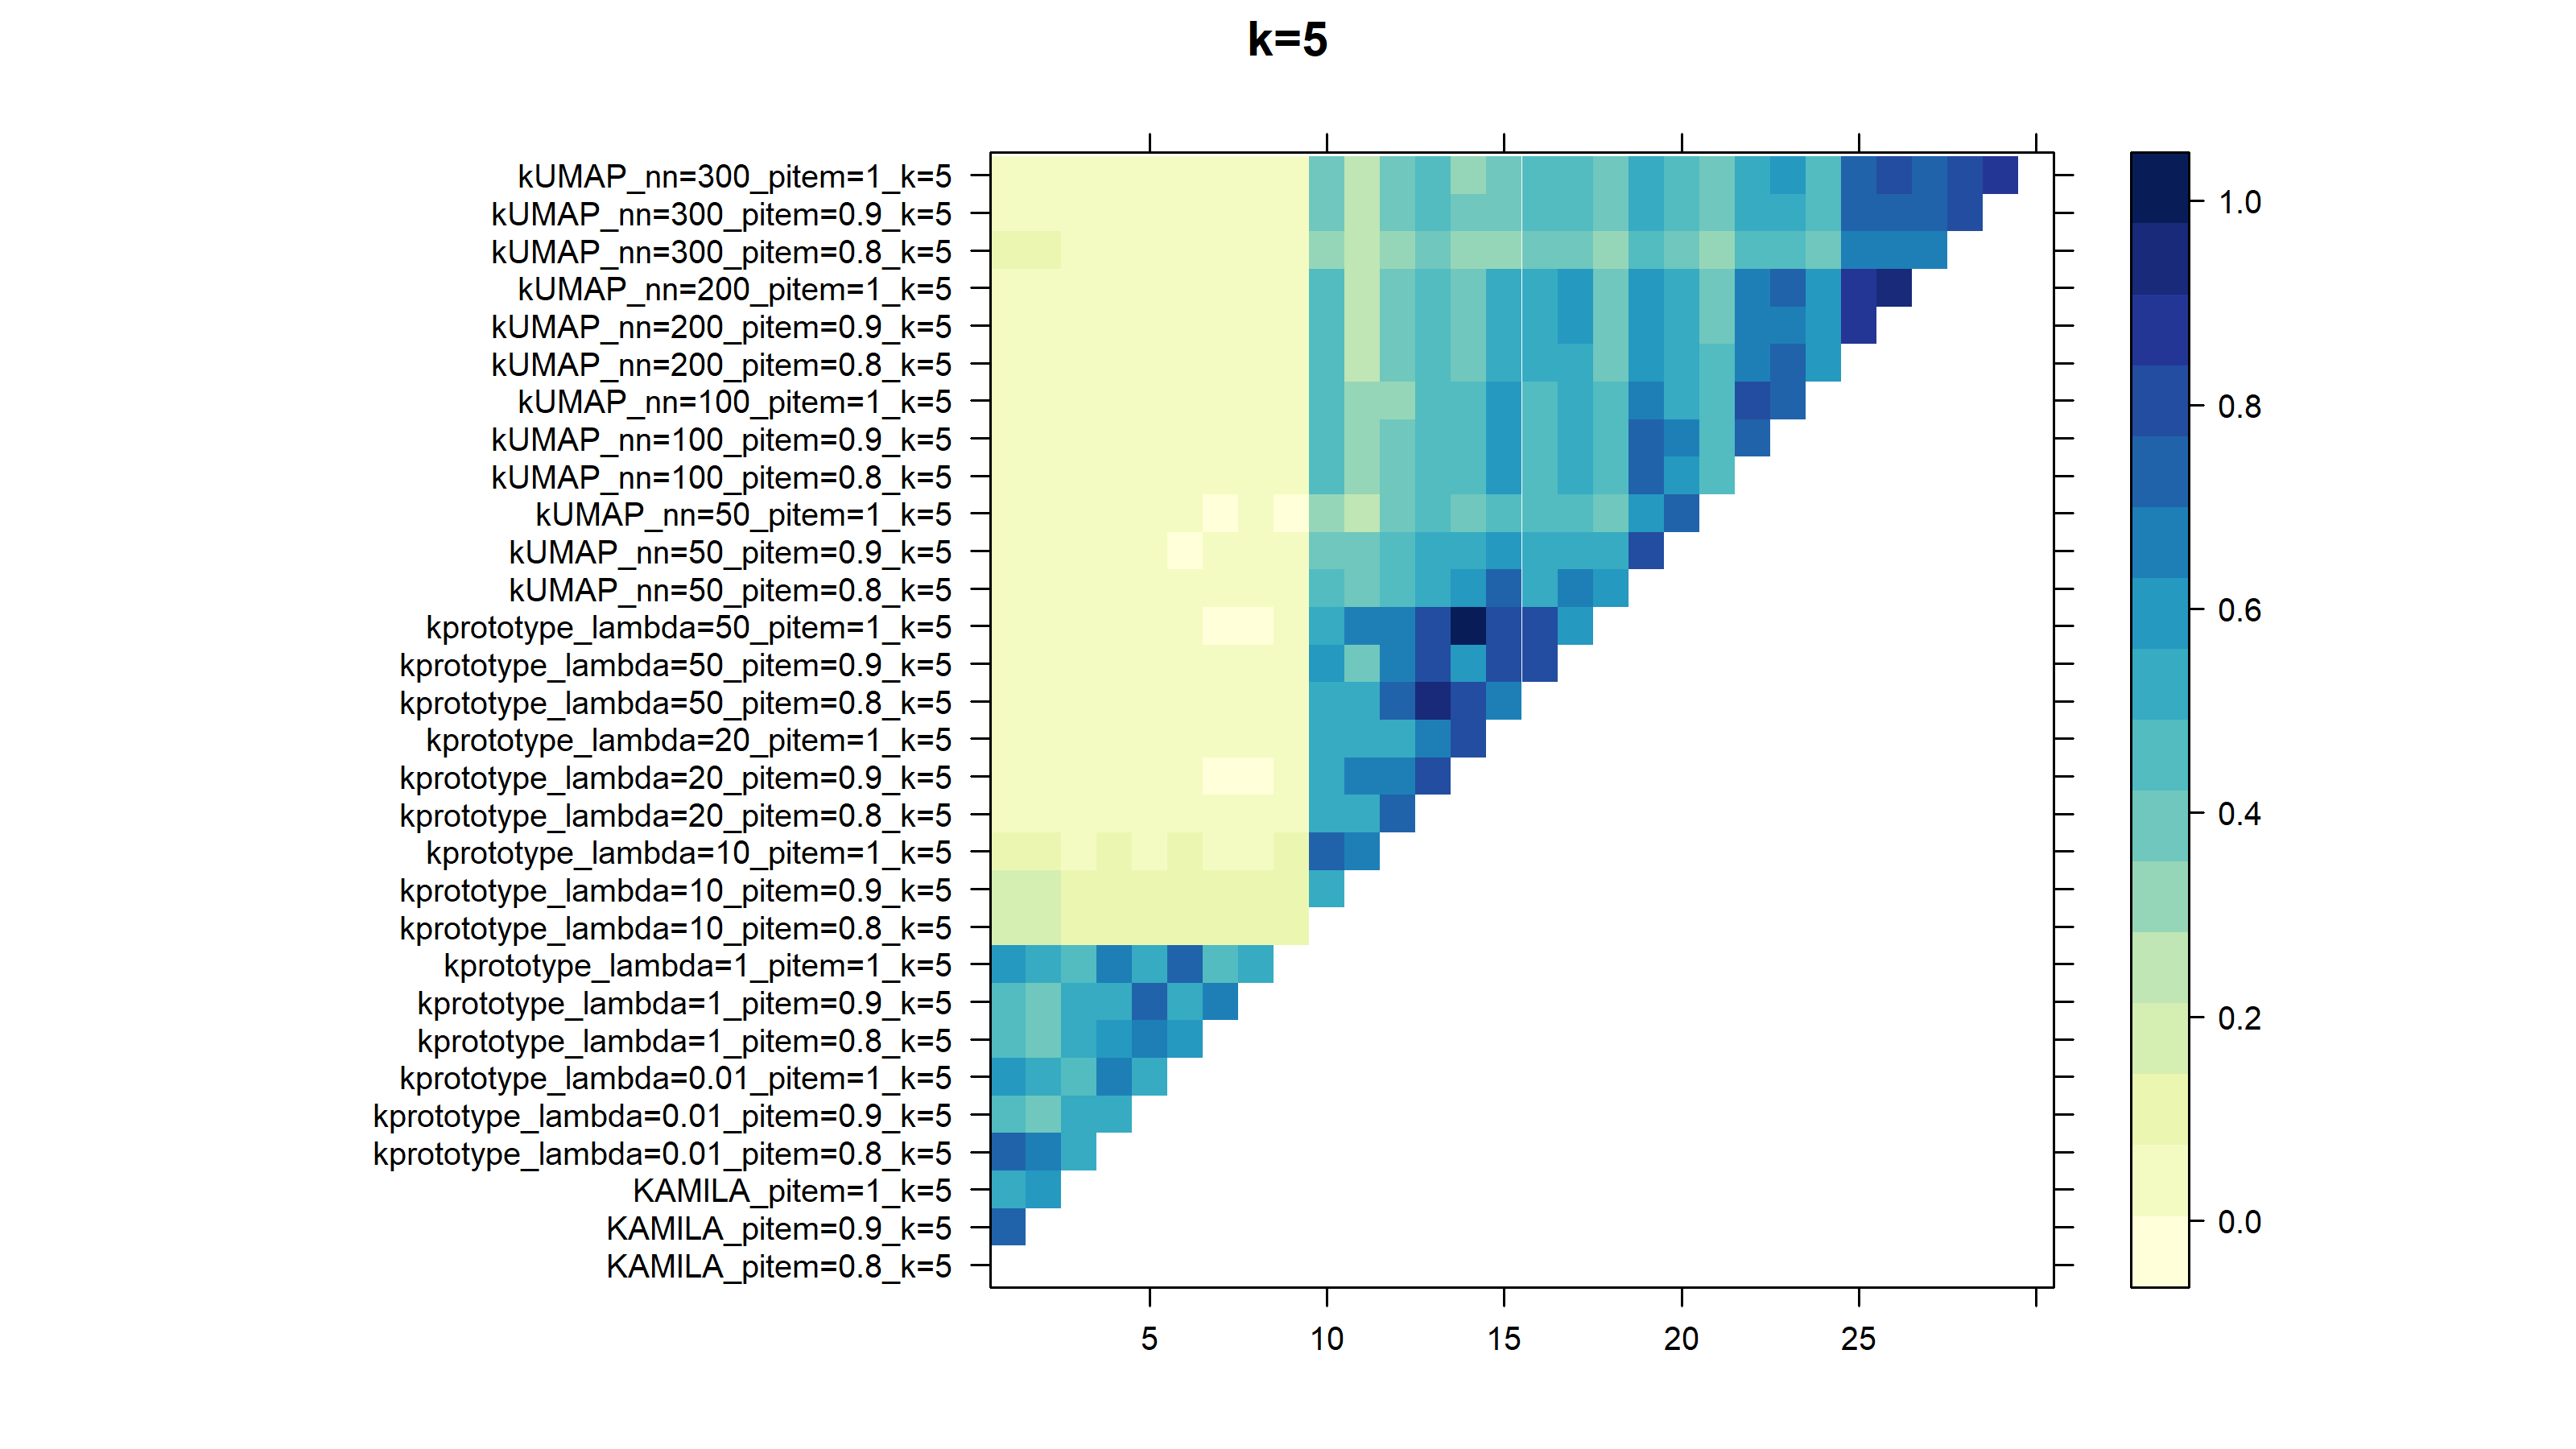 k=5
kUMAP_nn=300_pitem=1_k=5
kUMAP_nn=300_pitem=0.9_k=5
kUMAP_nn=300_pitem=0.8_k=5
kUMAP_nn=200_pitem=1_k=5
kUMAP_nn=200_pitem=0.9_k=5
kUMAP_nn=200_pitem=0.8_k=5
kUMAP_nn=100_pitem=1_k=5
kUMAP_nn=100_pitem=0.9_k=5
kUMAP_nn=100_pitem=0.8_k=5
kUMAP_nn=50_pitem=1_k=5
kUMAP_nn=50_pitem=0.9_k=5
kUMAP_nn=50_pitem=0.8_k=5
kprototype_lambda=50_pitem=1_k=5
kprototype_lambda=50_pitem=0.9_k=5
kprototype_lambda=50_pitem=0.8_k=5
kprototype_lambda=20_pitem=1_k=5
kprototype_lambda=20_pitem=0.9_k=5
kprototype_lambda=20_pitem=0.8_k=5
kprototype_lambda=10_pitem=1_k=5
kprototype_lambda=10_pitem=0.9_k=5
kprototype_lambda=10_pitem=0.8_k=5
kprototype_lambda=1_pitem=1_k=5
kprototype_lambda=1_pitem=0.9_k=5
kprototype_lambda=1_pitem=0.8_k=5
kprototype_lambda=0.01_pitem=1_k=5
kprototype_lambda=0.01_pitem=0.9_k=5
kprototype_lambda=0.01_pitem=0.8_k=5
KAMILA_pitem=1_k=5
KAMILA_pitem=0.9_k=5
KAMILA_pitem=0.8_k=5
5 10 15 20 25
1.0
0.8
0.6
0.4
0.2
0.0